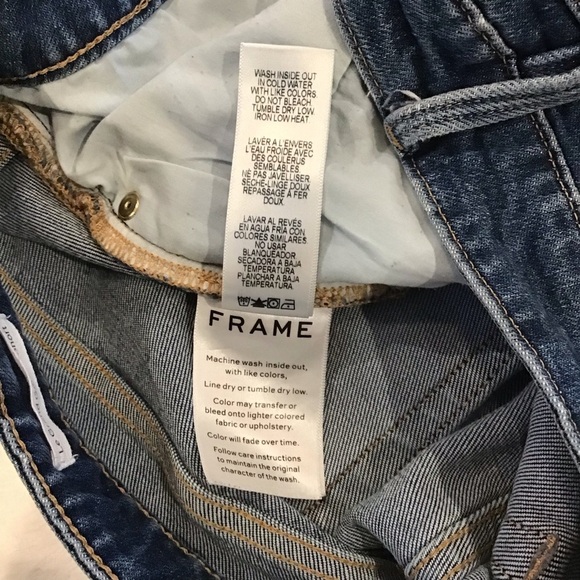 WASH INSIDE OUT
IN COLD WATER
WITH LIKE COLORS.
DO NOT BLEACH.
TUMBLE DRY LOW.
IRON LOW HEAT
LAVÉR A L'ENVERS
L'EAU FROIDE AVEC
DES COULERUS
SEMBLABLES.
NÉ PAS JAVELLISER.
SÉCHE-LINGE DOUX
REPASSAGE À FER
DOUX.
LAVAR AL REVÉS
EN AGUA FRIA CON
COLORES SIMILARES
NO USAR
BLANQUEADOR
SECADORA A BAJA
TEMPERATURA
PLANCHAR A BAJA
TEMPERATURA
FRAME
Machine wash inside out,
with like colors,
Line dry or tumble dry low.
Color may transfer or
bleed onto lighter colored
fabric or upholstery.
Color will fade over time.
Follow care instructions
to maintain the original
character of the wash.